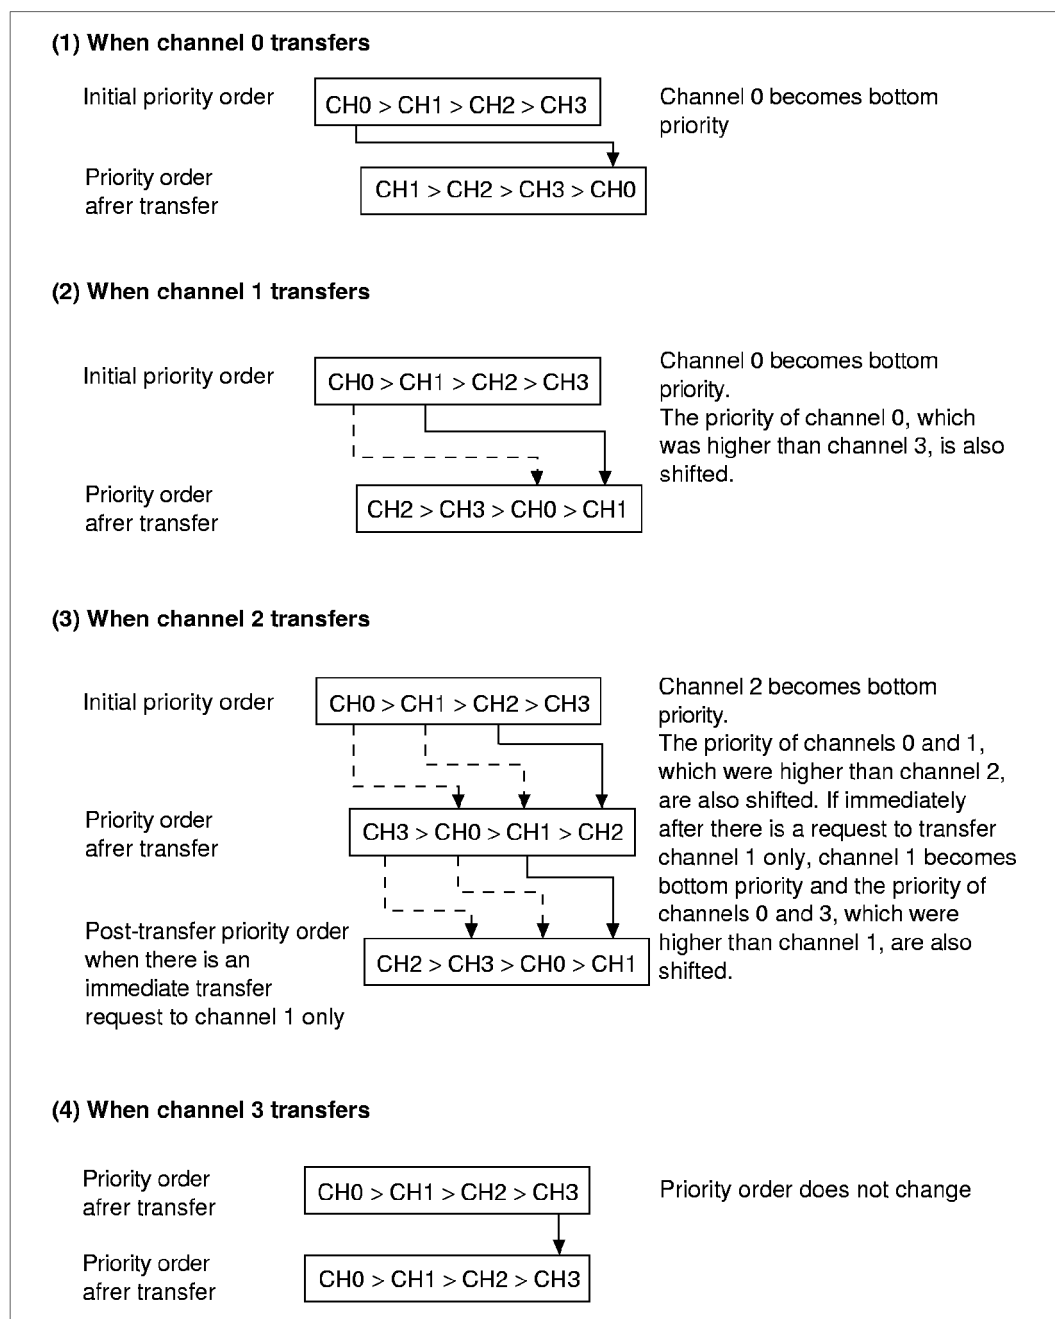 (1) When channel 0 transfers
Initial priority order
CH0 > CH1 > CH2 > CH3
Channel 0 becomes bottom
priority
Priority order
afrer transfer
CH1 > CH2 > CH3 > CH0
(2) When channel 1 transfers
Initial priority order
CH0 > CH1 > CH2 > CH3
Channel 0 becomes bottom
priority.
The priority of channel 0, which
was higher than channel 3, is also
shifted.
Priority order
afrer transfer
CH2 > CH3 > CH0 > CH1
(3) When channel 2 transfers
Initial priority order
CH0 > CH1 > CH2 > CH3
Channel 2 becomes bottom
priority.
The priority of channels 0 and 1,
which were higher than channel 2,
are also shifted. If immediately
after there is a request to transfer
channel 1 only, channel 1 becomes
bottom priority and the priority of
channels 0 and 3, which were
higher than channel 1, are also
shifted.
Priority order
afrer transfer
CH3 > CH0 > CH1 > CH2
Post-transfer priority order
when there is an
immediate transfer
request to channel 1 only
CH2 > CH3 > CH0 > CH1
(4) When channel 3 transfers
Priority order
afrer transfer
CH0 > CH1 > CH2 > CH3
Priority order does not change
Priority order
afrer transfer
CH0 > CH1 > CH2 > CH3